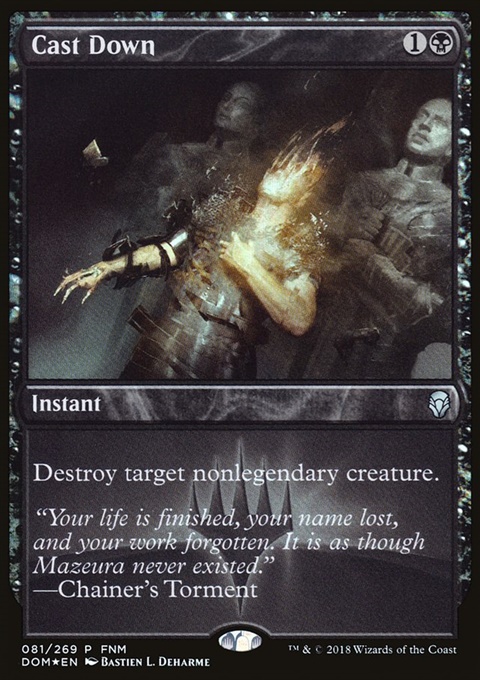 Cast Down 1
Instant
Destroy target nonlegendary creature.
“Your life is finished, your name lost,
and your work forgotten. It is as though
Mazeura never existed.”
—Chainer’s Torment
081/269 P FNM
DOM★EN Bastien L. Deharme
™ & © 2018 Wizards of the Coast